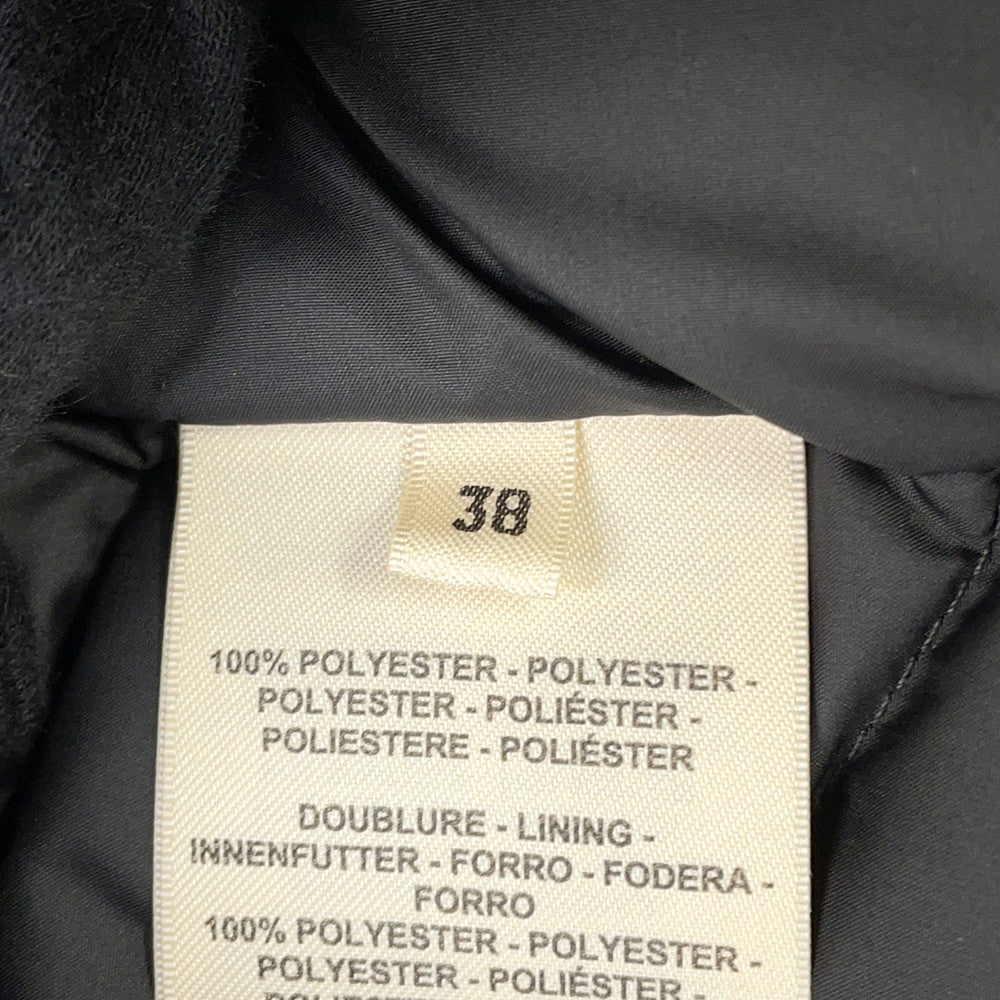 38
100% POLYESTER - POLYESTER -
POLYESTER - POLIÉSTER -
POLIESTERE - POLIÉSTER
DOUBLURE - LINING -
INNENFUTTER - FORRO - FODERA -
FORRO
100% POLYESTER - POLYESTER -
POLYESTER - POLIÉSTER -